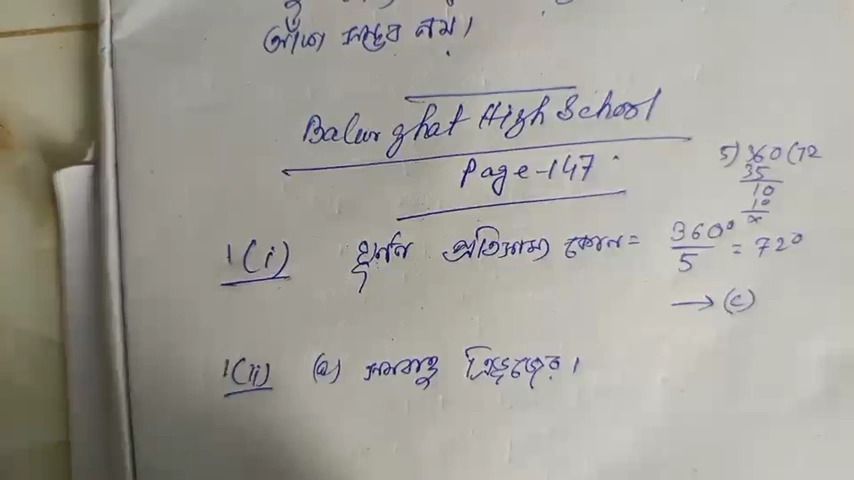 আঁকা সম্ভব নয়।
Balurghat High School
Page-147
5) 360 (72
35
10
10
x
1(i) ঘূর্ণন প্রতিসাম্য কোণ = 360°/5 = 72°
→ (c)
1(ii) (a) সমবাহু ত্রিভুজের।